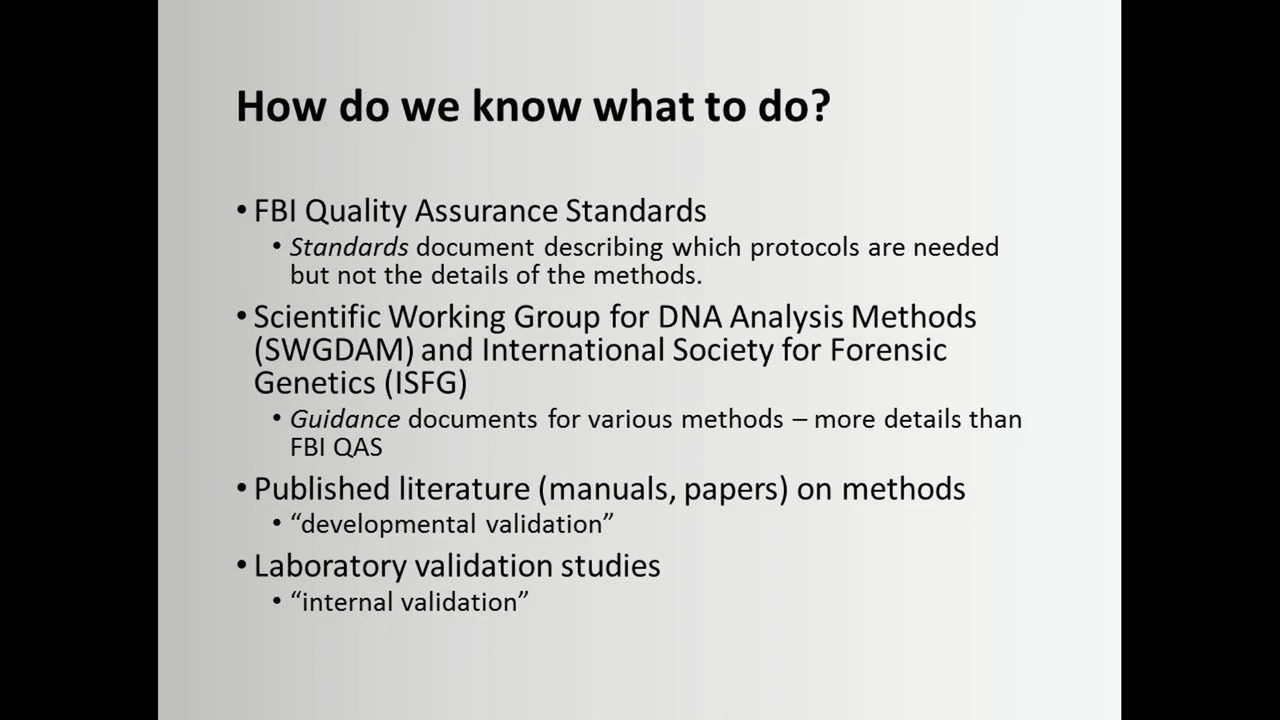 How do we know what to do?
• FBI Quality Assurance Standards
• Standards document describing which protocols are needed
but not the details of the methods.
• Scientific Working Group for DNA Analysis Methods
(SWGDAM) and International Society for Forensic
Genetics (ISFG)
• Guidance documents for various methods – more details than
FBI QAS
• Published literature (manuals, papers) on methods
• “developmental validation”
• Laboratory validation studies
• “internal validation”